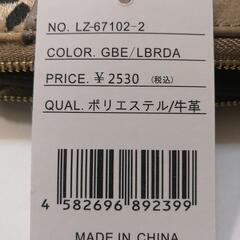 NO. LZ-67102-2
COLOR. GBE/LBRDA
PRICE. ¥2530 (税込)
QUAL. ポリエステル/牛革
4 582696 892399
MADE IN CHINA